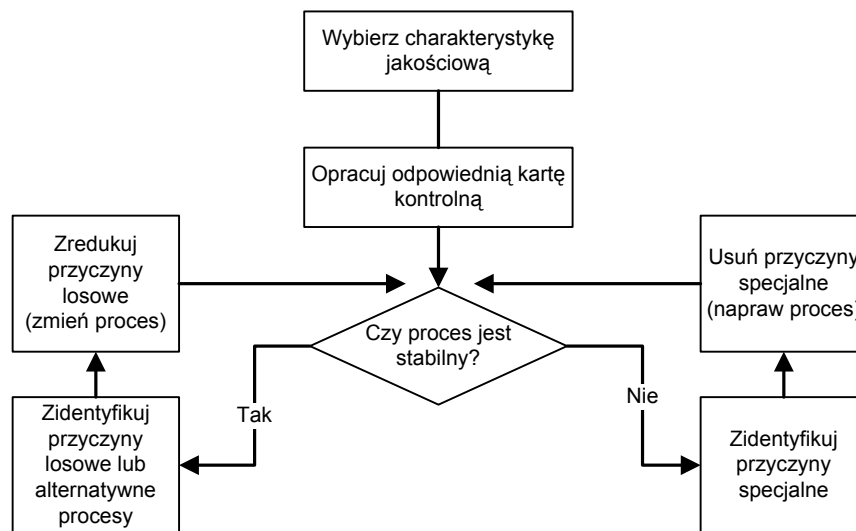 Wybierz charakterystykę
jakościową
Opracuj odpowiednią kartę
kontrolną
Zredukuj
przyczyny
losowe
(zmień proces)
Usuń przyczyny
specjalne
(napraw proces)
Czy proces jest
stabilny?
Tak
Nie
Zidentyfikuj
przyczyny
losowe lub
alternatywne
procesy
Zidentyfikuj
przyczyny
specjalne